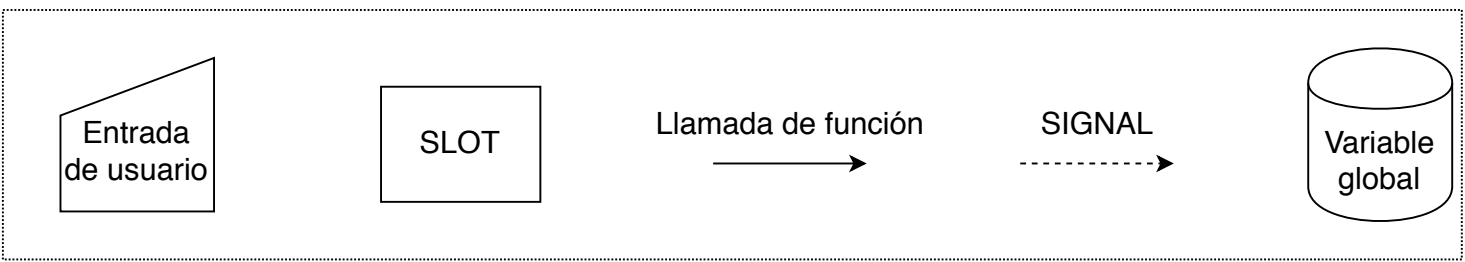 Entrada
de usuario
SLOT
Llamada de función
SIGNAL
Variable
global